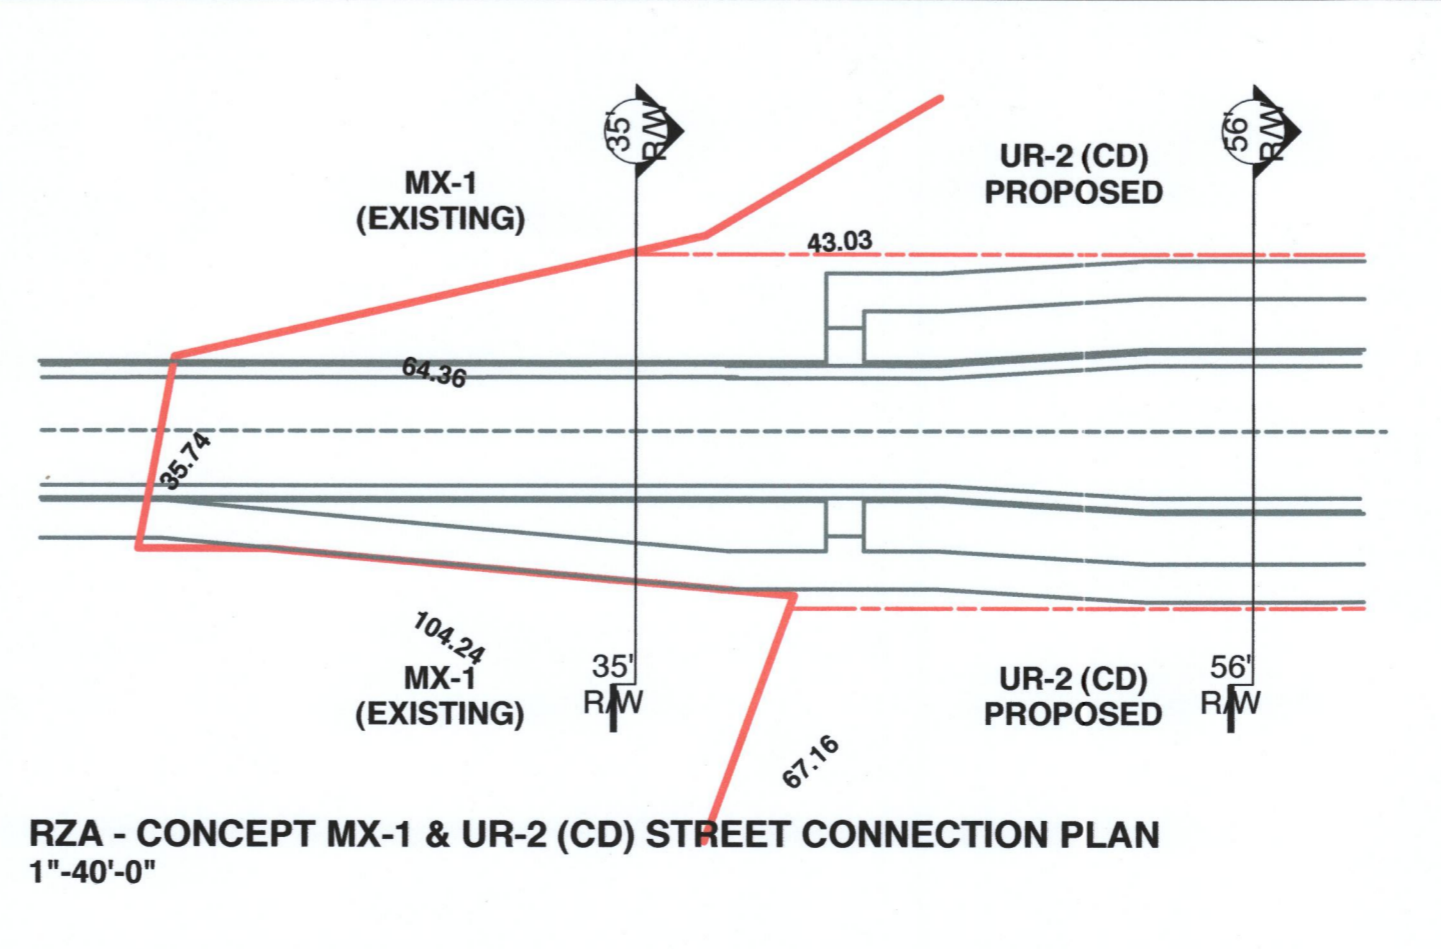 35'
R/W
56'
R/W
MX-1
(EXISTING)
UR-2 (CD)
PROPOSED
43.03
64.36
35.74
104.24
MX-1
(EXISTING)
35'
R/W
UR-2 (CD)
PROPOSED
56'
R/W
67.16
RZA - CONCEPT MX-1 & UR-2 (CD) STREET CONNECTION PLAN
1"-40'-0"